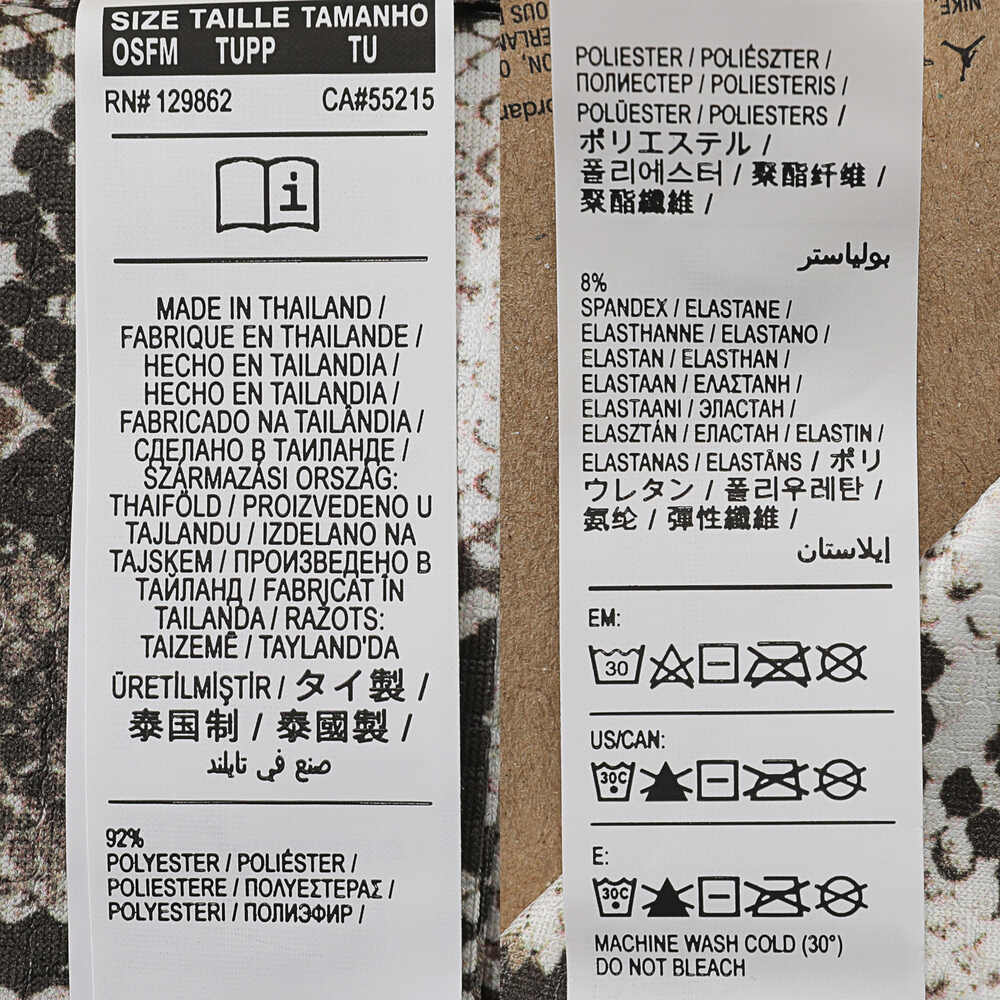 SIZE TAILLE TAMANHO
OSFM TUPP TU
RN# 129862 CA#55215
i
MADE IN THAILAND /
FABRIQUE EN THAILANDE /
HECHO EN TAILANDIA /
HECHO EN TAILANDIA /
FABRICADO NA TAILÂNDIA /
СДЕЛАНО В ТАИЛАНДЕ /
SZÁRMAZÁSI ORSZÁG:
THAIFÖLD / PROIZVEDENO U
TAJLANDU / IZDELANO NA
TAJSKEM / ПРОИЗВЕДЕНО В
ТАЙЛАНД / FABRICAT ÎN
TAILANDA / RAŽOTS:
TAIZEMĒ / TAYLAND'DA
ÜRETİLMİŞTİR / タイ製 /
泰国制 / 泰國製 /
صنع في تايلند
92%
POLYESTER / POLIÉSTER /
POLIESTERE / ΠΟΛΥΕΣΤΕΡΑΣ /
POLYESTERI / ПОЛИЭФИР /
POLIESTER / POLIÉSZTER /
ПОЛИЕСТЕР / POLIESTERIS /
POLÜESTER / POLIESTERS /
ポリエステル /
폴리에스터 / 聚酯纤维 /
聚酯纖維 /
بولياستر
8%
SPANDEX / ELASTANE /
ELASTHANNE / ELASTANO /
ELASTAN / ELASTHAN /
ELASTAAN / ΕΛΑΣΤΑΝΗ /
ELASTAANI / ЭЛАСТАН /
ELASZTÁN / ЕЛАСТАН / ELASTIN /
ELASTANAS / ELASTĀNS / ポリ
ウレタン / 폴리우레탄 /
氨纶 / 彈性纖維 /
إيلاستان
EM:
30
US/CAN:
30C
E:
30C
MACHINE WASH COLD (30°)
DO NOT BLEACH
NIKE,